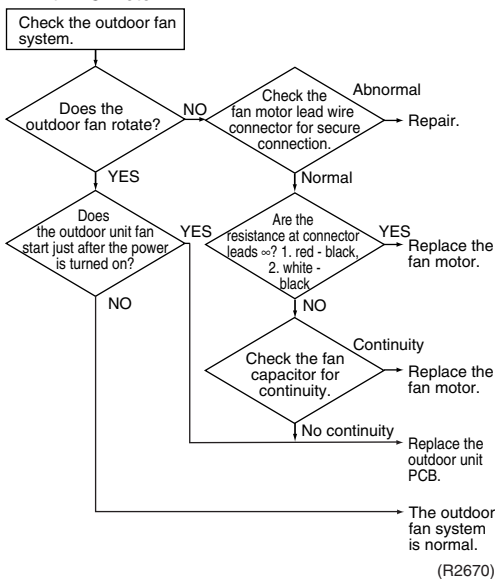 Check the outdoor fan
system.
Does the
outdoor fan rotate?
NO
Check the
fan motor lead wire
connector for secure
connection.
Abnormal
Repair.
YES
Normal
Does
the outdoor unit fan
start just after the power
is turned on?
YES
Are the
resistance at connector
leads ∞? 1. red - black,
2. white -
black
YES
Replace the
fan motor.
NO
NO
Check the fan
capacitor for
continuity.
Continuity
Replace the
fan motor.
No continuity
Replace the
outdoor unit
PCB.
The outdoor
fan system
is normal.
(R2670)